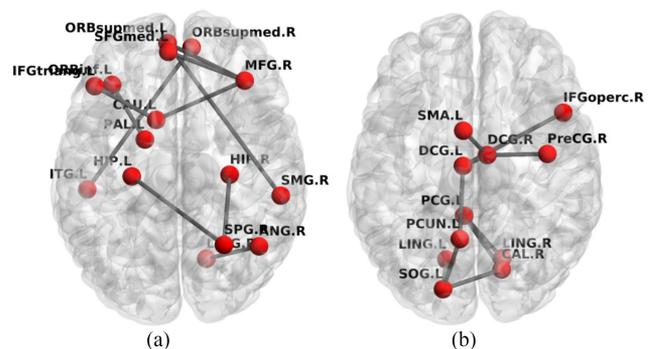 ORBsupmed.L
ORBsupmed.R
SFGmed.L
MFG.R
IFGtriang.L
ORBinf.L
CAU.L
PAL.L
HIP.L
HIP.R
ITG.L
SMG.R
SPG.R
ANG.R
(a)
IFGoperc.R
SMA.L
DCG.R
PreCG.R
DCG.L
PCG.L
PCUN.L
LING.L
LING.R
CAL.R
SOG.L
(b)